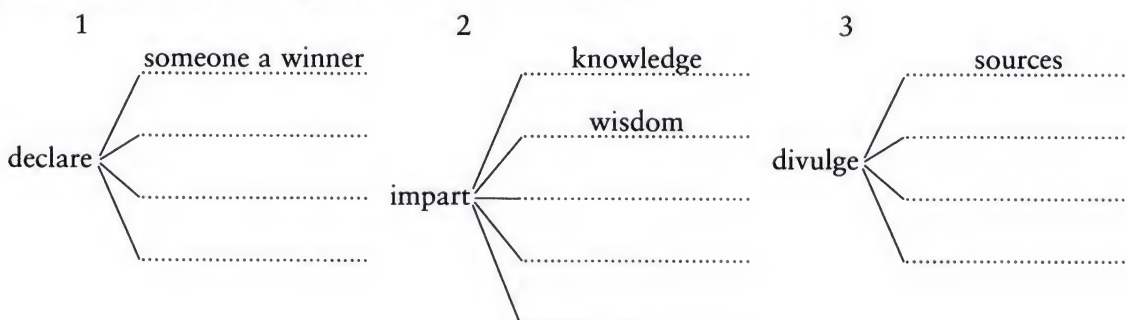 1
someone a winner
declare
2
knowledge
wisdom
impart
3
sources
divulge